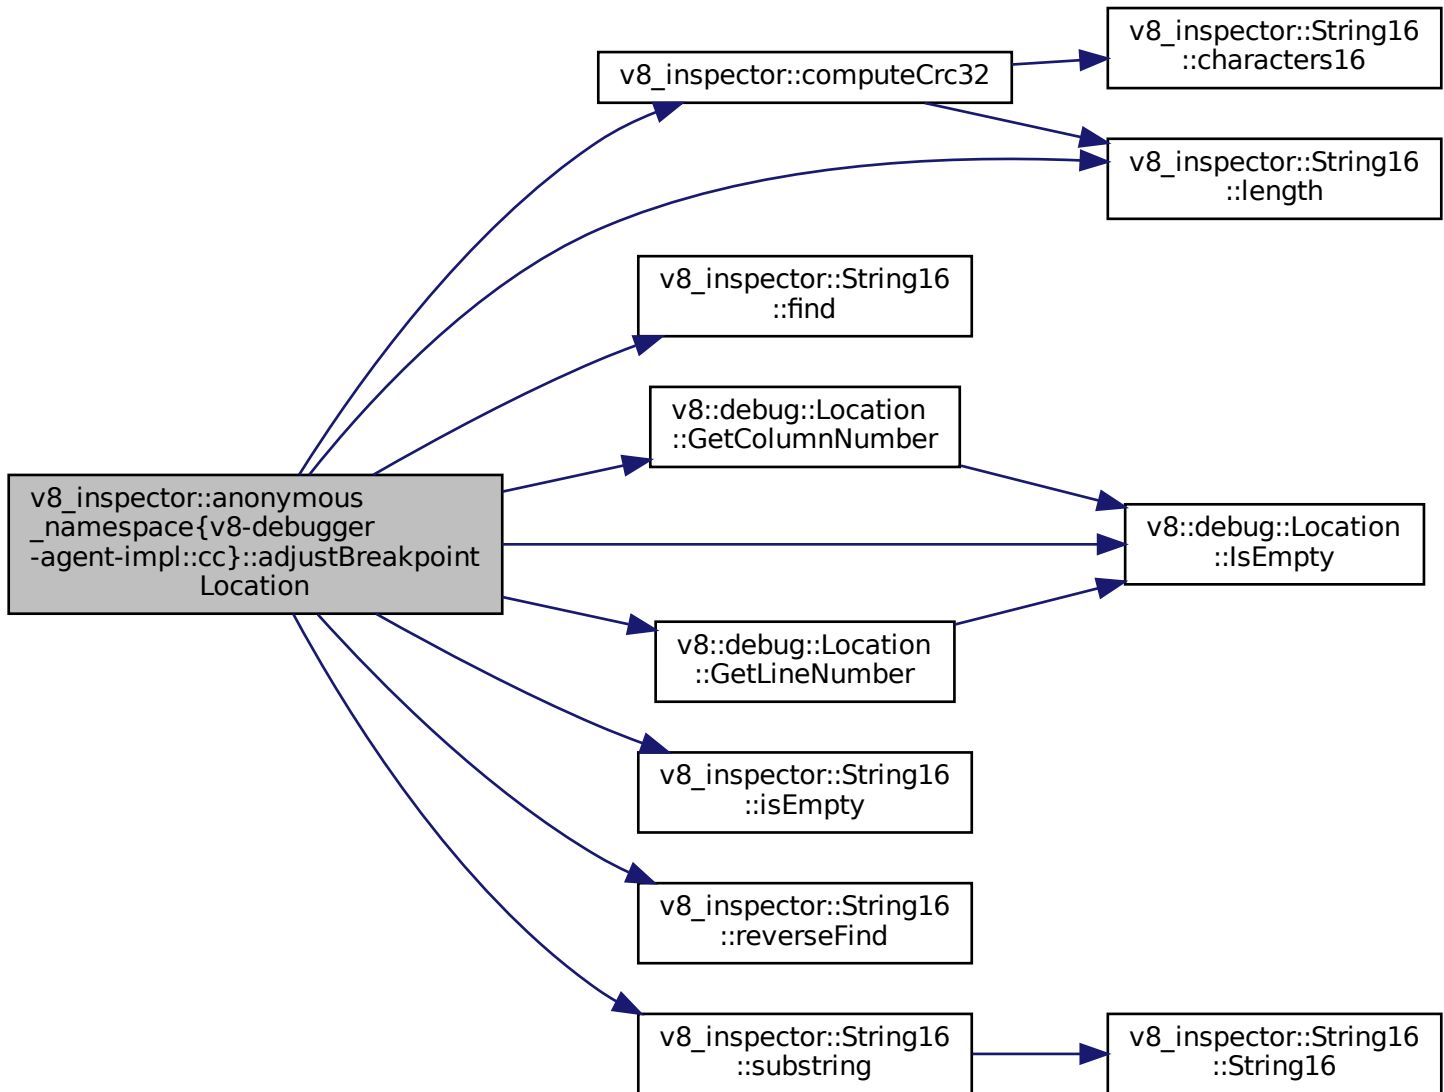 v8_inspector::String16
::characters16
v8_inspector::computeCrc32
v8_inspector::String16
::length
v8_inspector::String16
::find
v8::debug::Location
::GetColumnNumber
v8_inspector::anonymous
_namespace{v8-debugger
-agent-impl::cc}::adjustBreakpoint
Location
v8::debug::Location
::IsEmpty
v8::debug::Location
::GetLineNumber
v8_inspector::String16
::isEmpty
v8_inspector::String16
::reverseFind
v8_inspector::String16
::substring
v8_inspector::String16
::String16